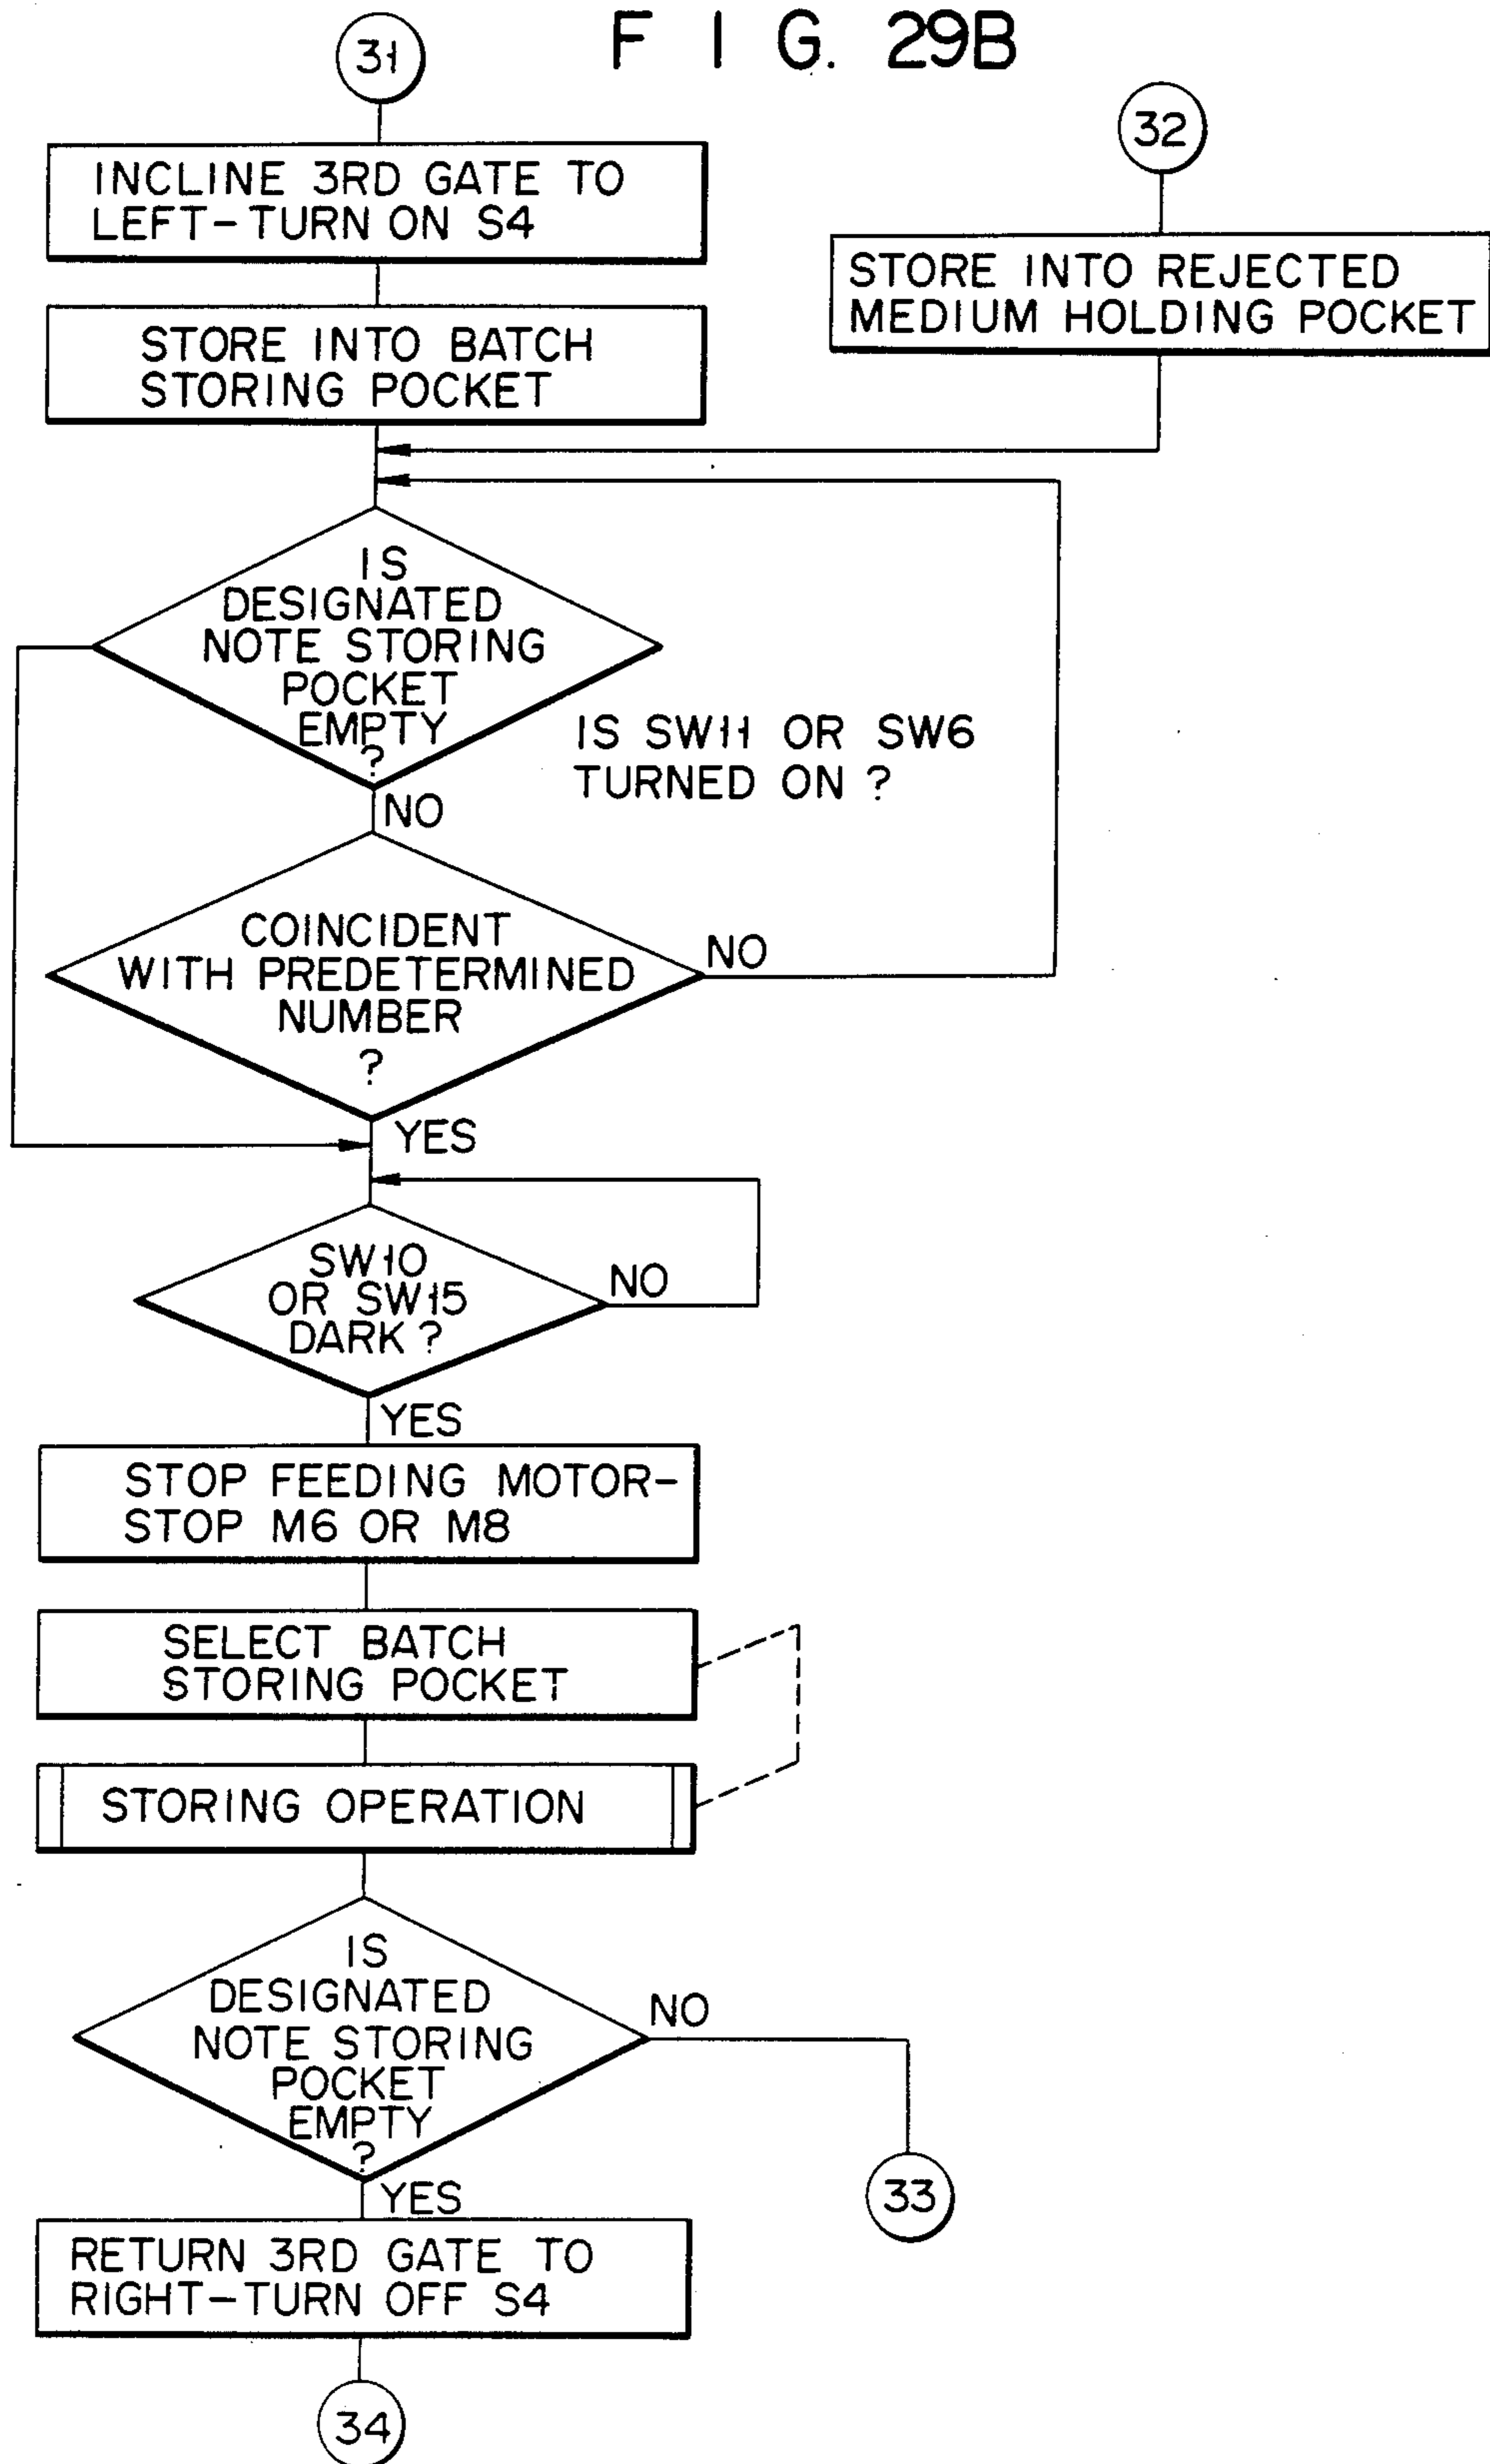 FIG. 29B
31
INCLINE 3RD GATE TO
LEFT-TURN ON S4
32
STORE INTO REJECTED
MEDIUM HOLDING POCKET
STORE INTO BATCH
STORING POCKET
IS
DESIGNATED
NOTE STORING
POCKET
EMPTY
?
IS SW11 OR SW6
TURNED ON ?
NO
COINCIDENT
WITH PREDETERMINED
NUMBER
?
NO
YES
SW10
OR SW15
DARK ?
NO
YES
STOP FEEDING MOTOR-
STOP M6 OR M8
SELECT BATCH
STORING POCKET
STORING OPERATION
IS
DESIGNATED
NOTE STORING
POCKET
EMPTY
?
NO
33
YES
RETURN 3RD GATE TO
RIGHT-TURN OFF S4
34